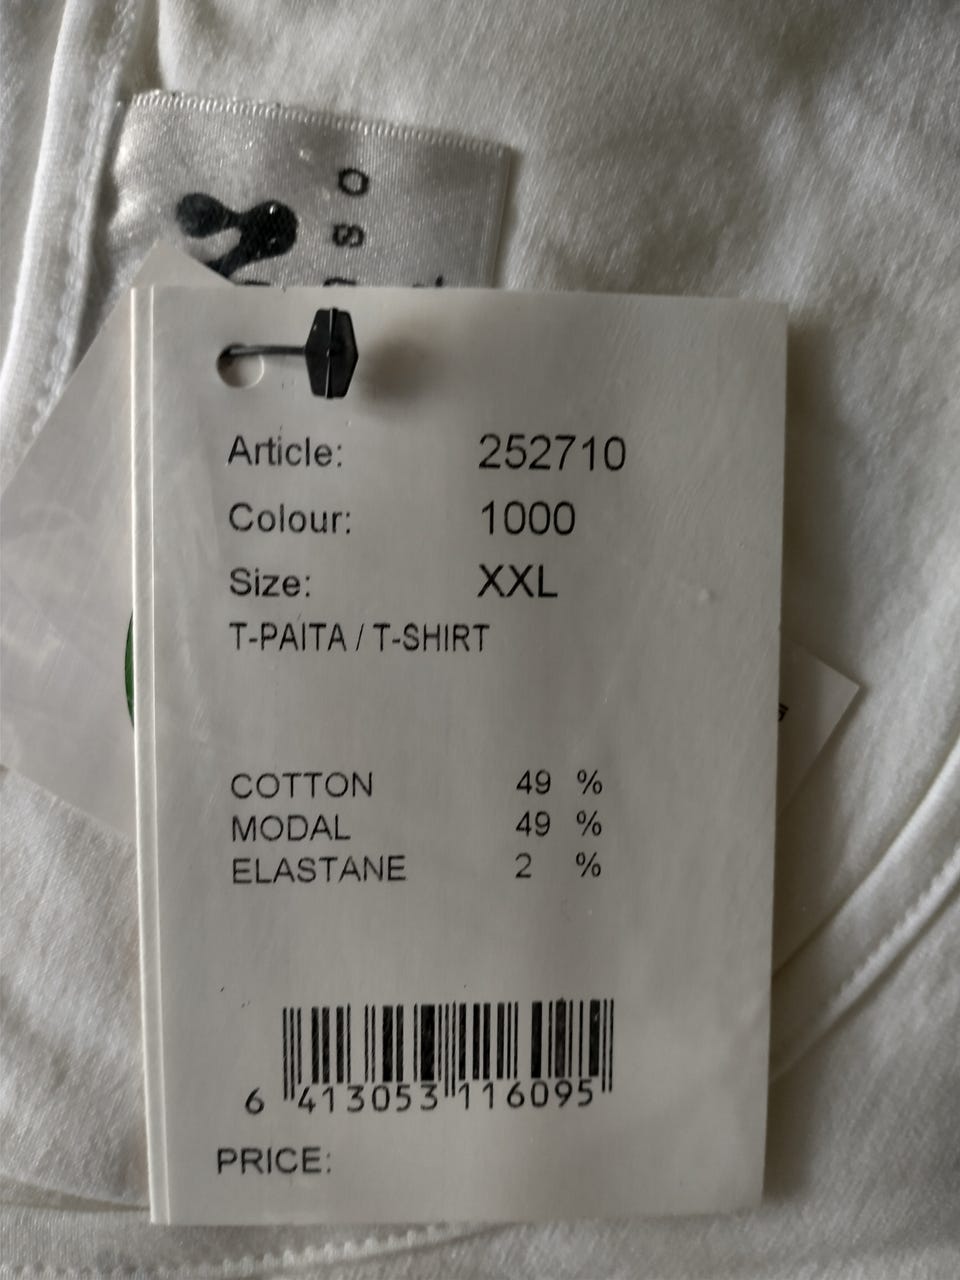 Article: 252710
Colour: 1000
Size: XXL
T-PAITA / T-SHIRT
COTTON 49 %
MODAL 49 %
ELASTANE 2 %
6 413053 116095
PRICE: